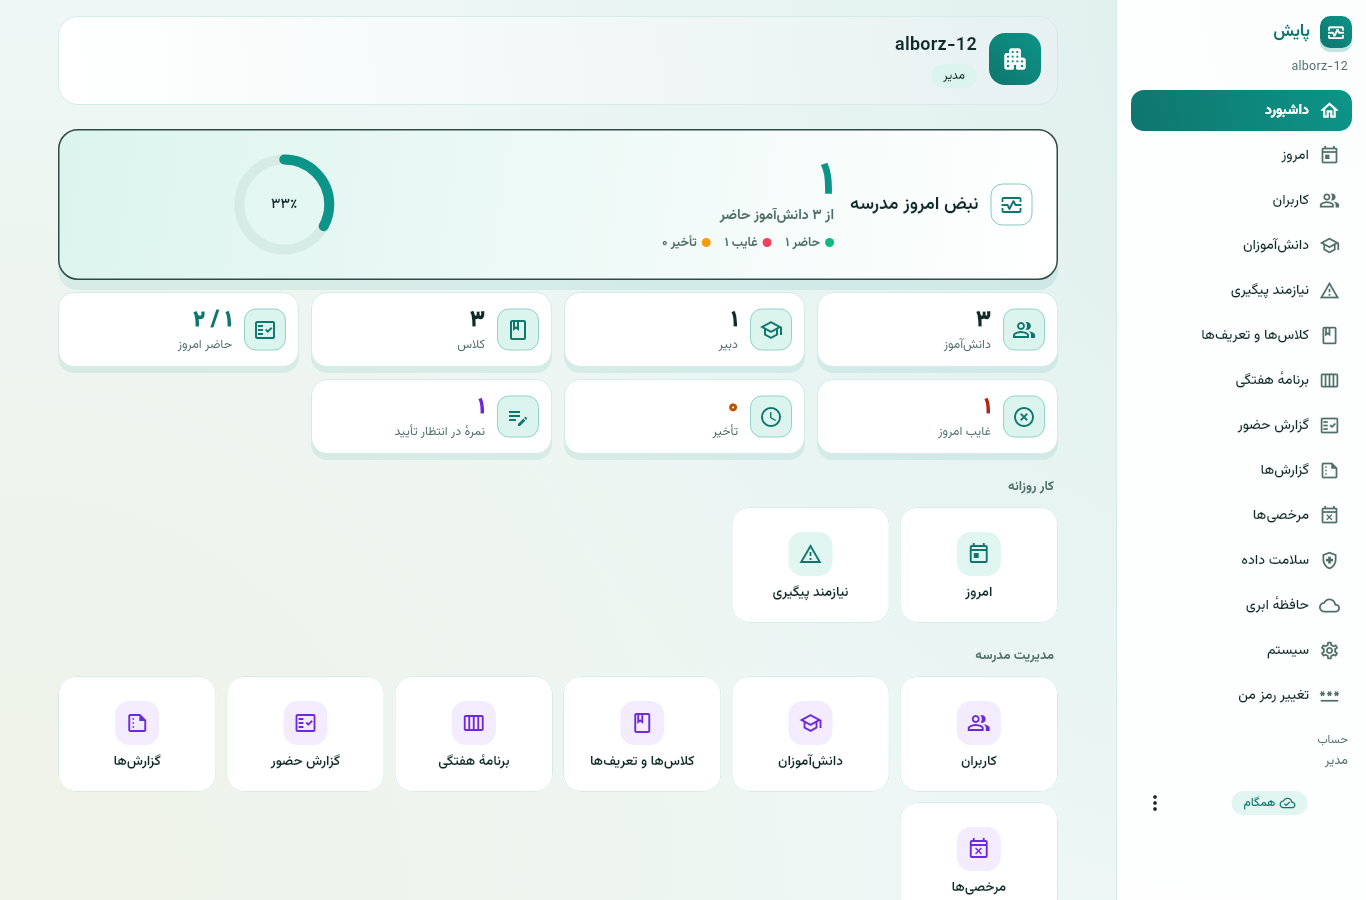 پایش
alborz-12
داشبورد
امروز
کاربران
دانش‌آموزان
نیازمند پیگیری
کلاس‌ها و تعریف‌ها
برنامهٔ هفتگی
گزارش حضور
گزارش‌ها
مرخصی‌ها
سلامت داده
حافظهٔ ابری
سیستم
تغییر رمز من
حساب
مدیر
همگام
alborz-12
مدیر
نبض امروز مدرسه
۱
از ۳ دانش‌آموز حاضر
حاضر ۱ غایب ۱ تأخیر ۰
۳۳٪
۳
دانش‌آموز
۱
دبیر
۳
کلاس
۲ / ۱
حاضر امروز
۱
غایب امروز
۰
تأخیر
۱
نمرهٔ در انتظار تأیید
کار روزانه
امروز
نیازمند پیگیری
مدیریت مدرسه
کاربران
دانش‌آموزان
کلاس‌ها و تعریف‌ها
برنامهٔ هفتگی
گزارش حضور
گزارش‌ها
مرخصی‌ها